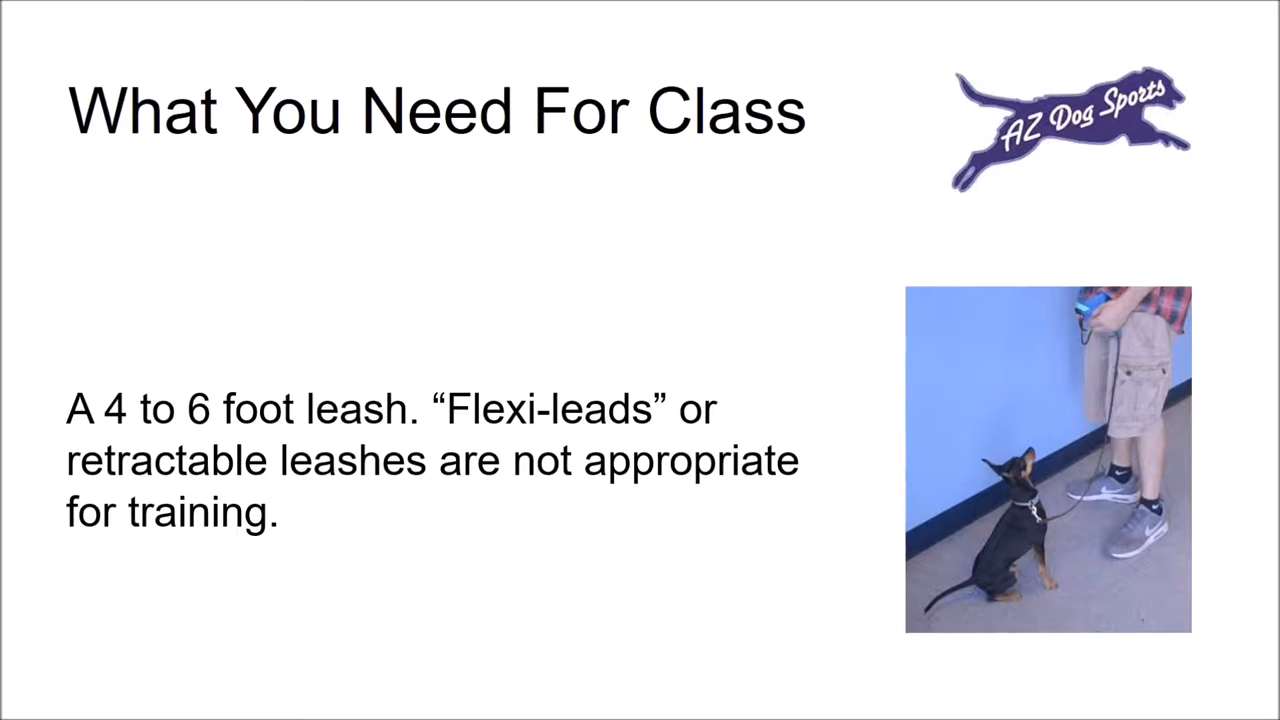 What You Need For Class
AZ Dog Sports
A 4 to 6 foot leash. “Flexi-leads” or
retractable leashes are not appropriate
for training.